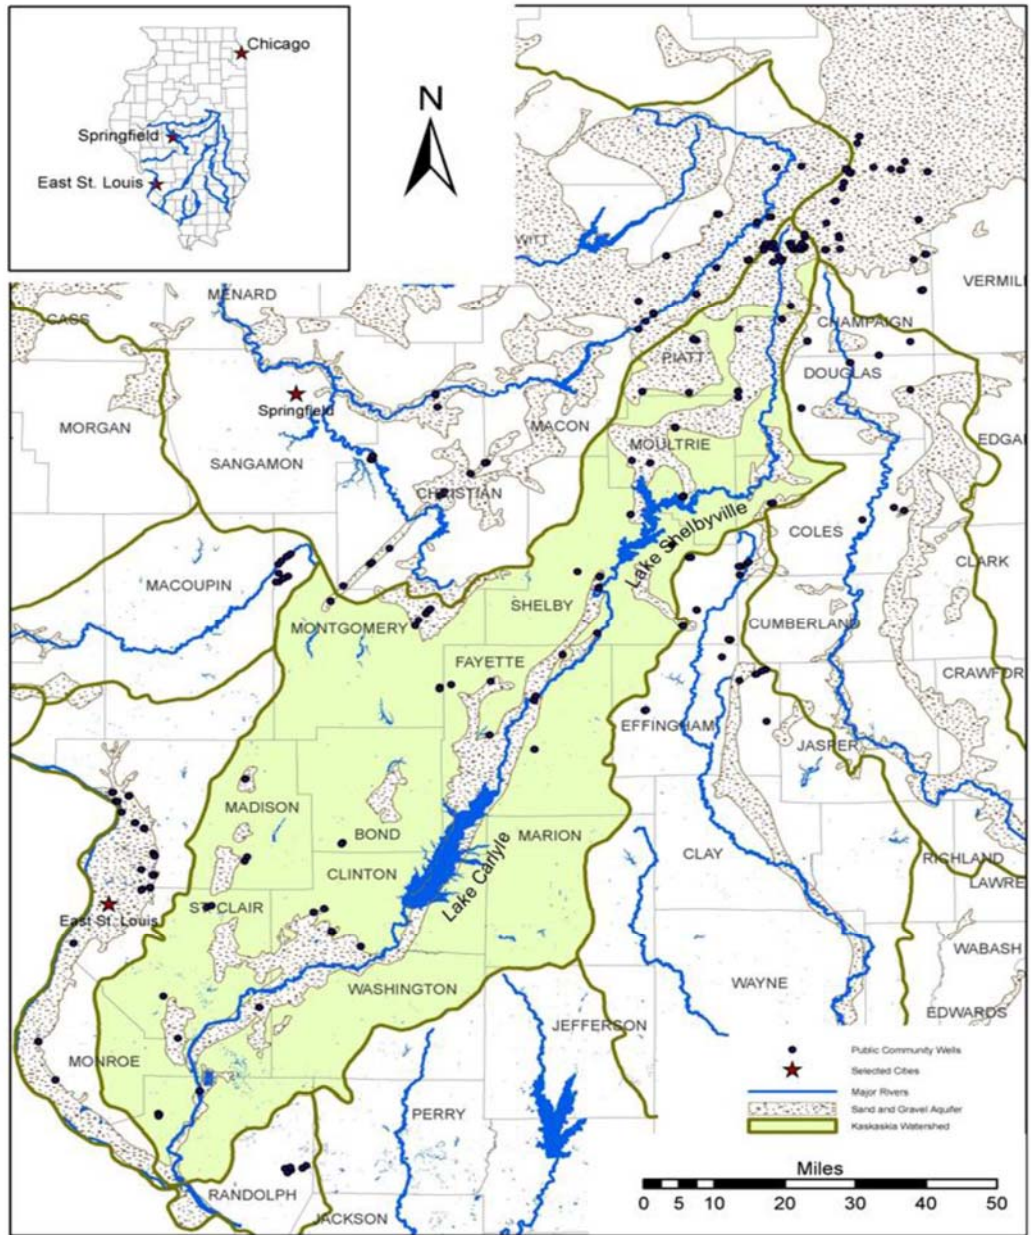 Chicago
Springfield
East St. Louis
N
WITT
VERMIL
MENARD
CASS
CHAMPAIGN
PIATT
DOUGLAS
Springfield
MACON
MORGAN
MOULTRIE
EDGA
SANGAMON
CHRISTIAN
Lake Shelbyville
COLES
CLARK
MACOUPIN
SHELBY
MONTGOMERY
CUMBERLAND
FAYETTE
CRAWFOR
EFFINGHAM
JASPER
MADISON
BOND
MARION
CLAY
RICHLAND
CLINTON
Lake Carlyle
LAWRE
ST. CLAIR
East St. Louis
WABASH
WASHINGTON
WAYNE
EDWARDS
JEFFERSON
MONROE
Public Community Wells
Selected Cities
Major Rivers
Sand and Gravel Aquifer
Kaskaskia Watershed
PERRY
Miles
RANDOLPH
0 5 10 20 30 40 50
JACKSON